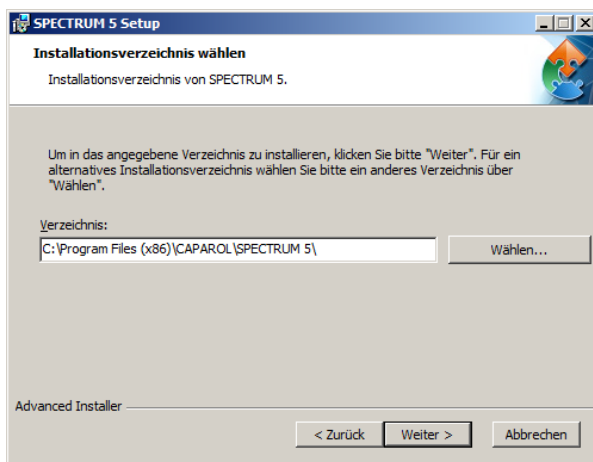 SPECTRUM 5 Setup
Installationsverzeichnis wählen
Installationsverzeichnis von SPECTRUM 5.
Um in das angegebene Verzeichnis zu installieren, klicken Sie bitte "Weiter". Für ein
alternatives Installationsverzeichnis wählen Sie bitte ein anderes Verzeichnis über
"Wählen".
Verzeichnis:
C:\Program Files (x86)\CAPAROL\SPECTRUM 5\
Wählen...
Advanced Installer
< Zurück
Weiter >
Abbrechen